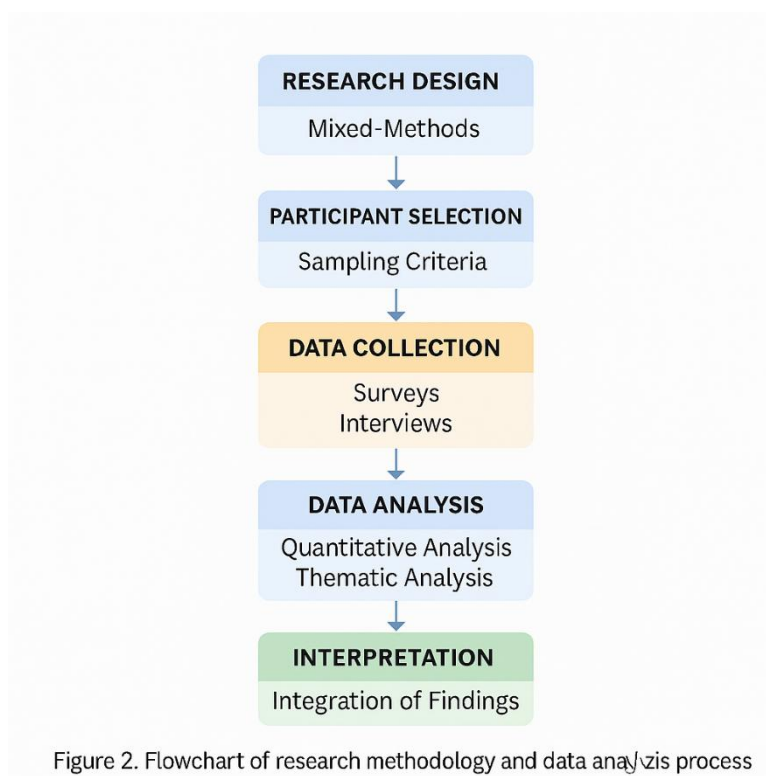 RESEARCH DESIGN
Mixed-Methods
PARTICIPANT SELECTION
Sampling Criteria
DATA COLLECTION
Surveys
Interviews
DATA ANALYSIS
Quantitative Analysis
Thematic Analysis
INTERPRETATION
Integration of Findings
Figure 2. Flowchart of research methodology and data process